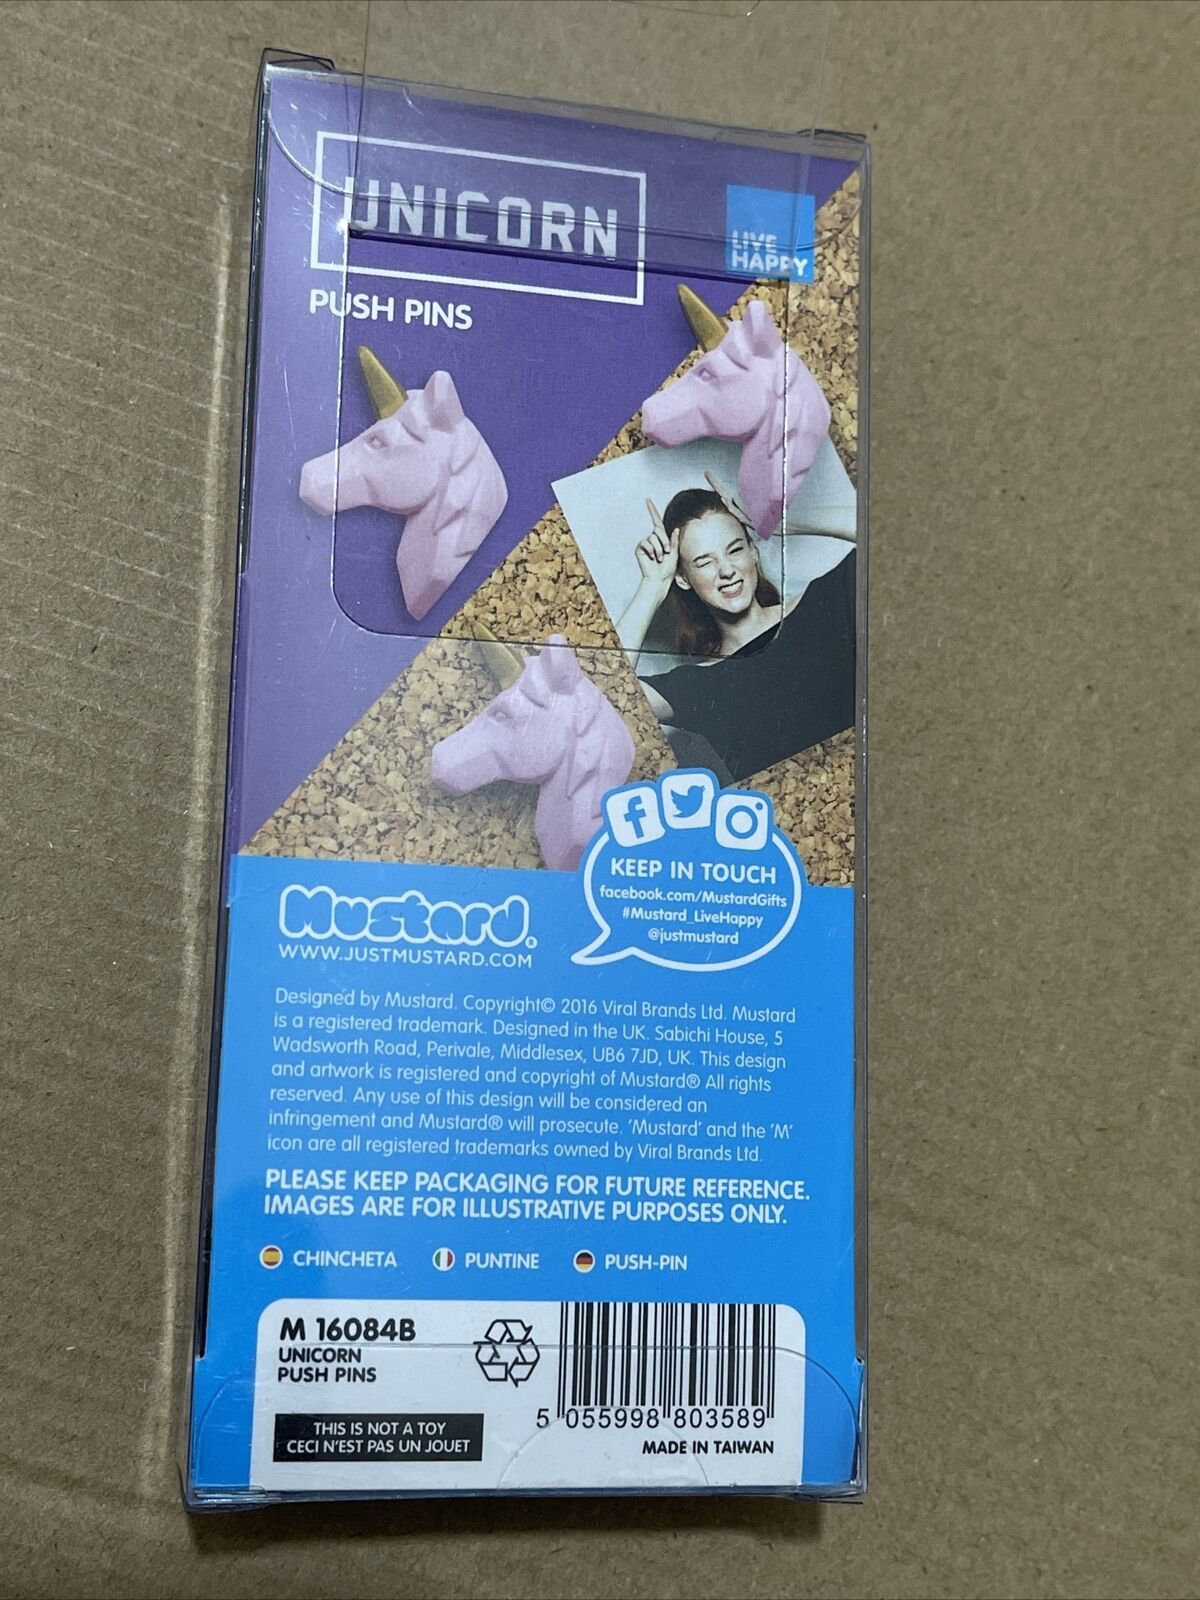 UNICORN
PUSH PINS
LIVE
HAPPY
KEEP IN TOUCH
facebook.com/MustardGifts
#Mustard_LiveHappy
@justmustard
Mustard®
WWW.JUSTMUSTARD.COM
Designed by Mustard. Copyright© 2016 Viral Brands Ltd. Mustard
is a registered trademark. Designed in the UK. Sabichi House, 5
Wadsworth Road, Perivale, Middlesex, UB6 7JD, UK. This design
and artwork is registered and copyright of Mustard® All rights
reserved. Any use of this design will be considered an
infringement and Mustard® will prosecute. 'Mustard' and the 'M'
icon are all registered trademarks owned by Viral Brands Ltd.
PLEASE KEEP PACKAGING FOR FUTURE REFERENCE.
IMAGES ARE FOR ILLUSTRATIVE PURPOSES ONLY.
CHINCHETA PUNTINE PUSH-PIN
M 16084B
UNICORN
PUSH PINS
THIS IS NOT A TOY
CECI N'EST PAS UN JOUET
5 055998 803589
MADE IN TAIWAN